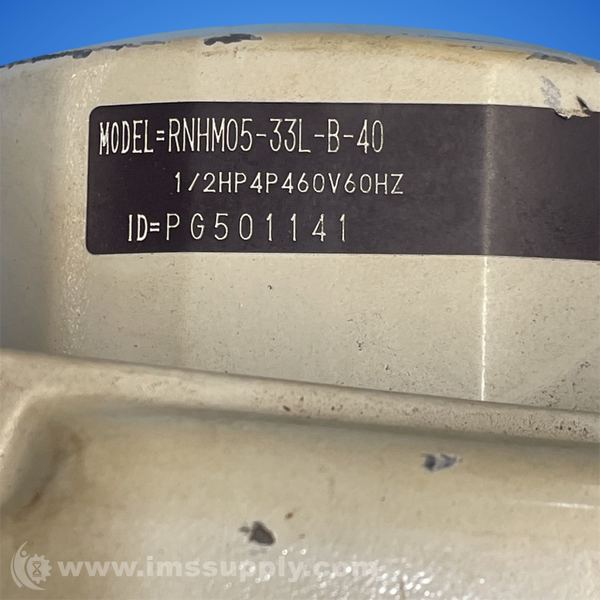 MODEL=RNHM05-33L-B-40
1/2HP4P460V60HZ
ID=PG501141
www.imssupply.com